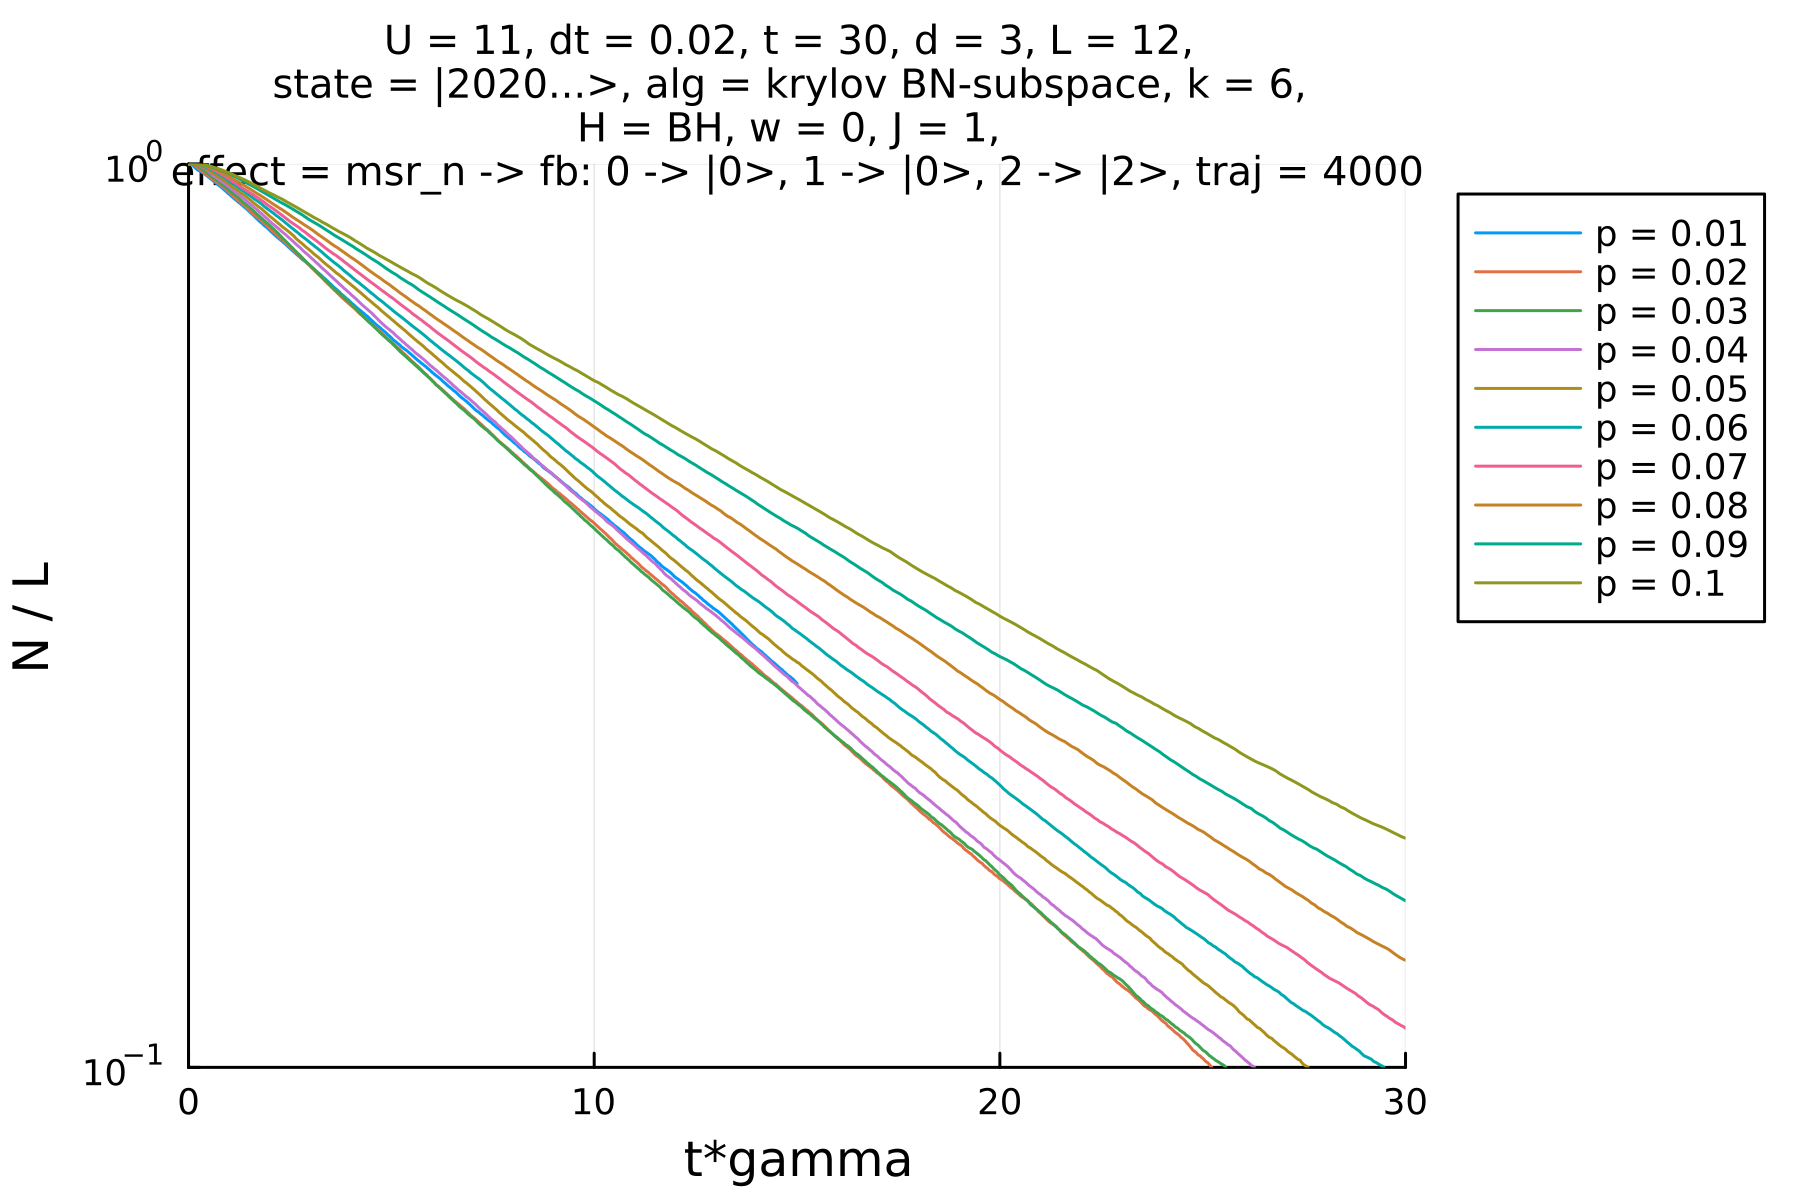 U = 11, dt = 0.02, t = 30, d = 3, L = 12,
state = |2020...>, alg = krylov BN-subspace, k = 6,
H = BH, w = 0, J = 1,
effect = msr_n -> fb: 0 -> |0>, 1 -> |0>, 2 -> |2>, traj = 4000
10⁰
10⁻¹
N / L
0 10 20 30
t*gamma
p = 0.01
p = 0.02
p = 0.03
p = 0.04
p = 0.05
p = 0.06
p = 0.07
p = 0.08
p = 0.09
p = 0.1